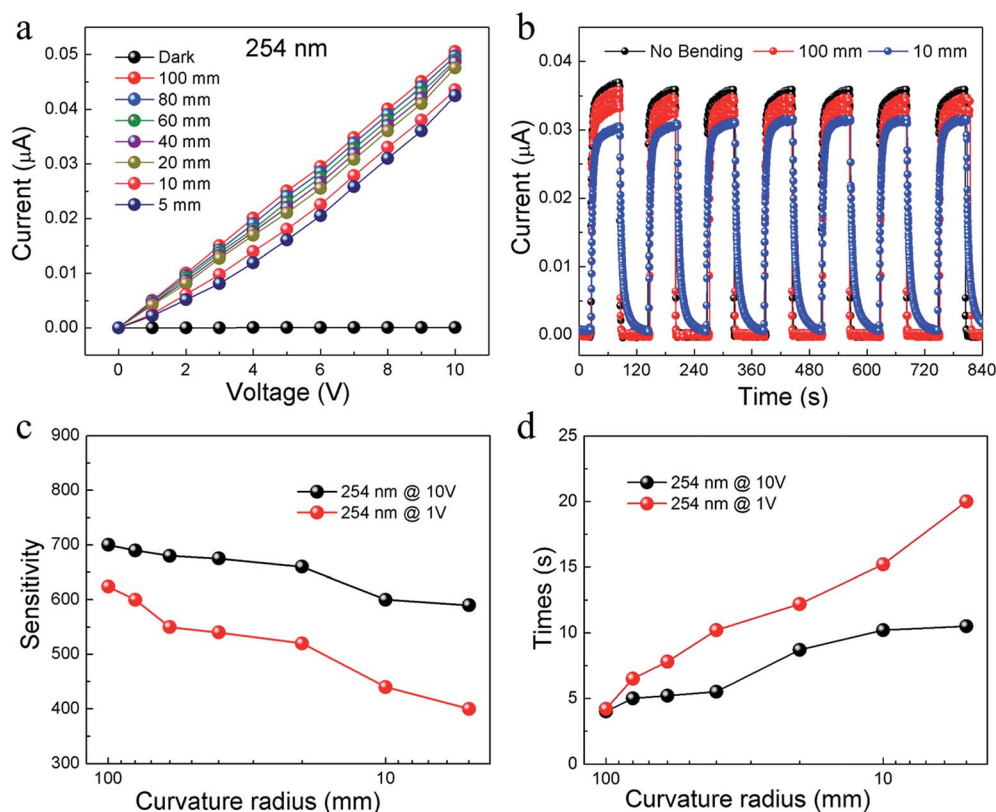 a
254 nm
Dark
100 mm
80 mm
60 mm
40 mm
20 mm
10 mm
5 mm
0.05
0.04
0.03
0.02
0.01
0.00
Current (μA)
0 2 4 6 8 10
Voltage (V)
b
No Bending 100 mm 10 mm
0.04
0.03
0.02
0.01
0.00
Current (μA)
0 120 240 360 480 600 720 840
Time (s)
c
254 nm @ 10V
254 nm @ 1V
900
800
700
600
500
400
300
Sensitivity
100 10
Curvature radius (mm)
d
254 nm @ 10V
254 nm @ 1V
25
20
15
10
5
0
Times (s)
100 10
Curvature radius (mm)